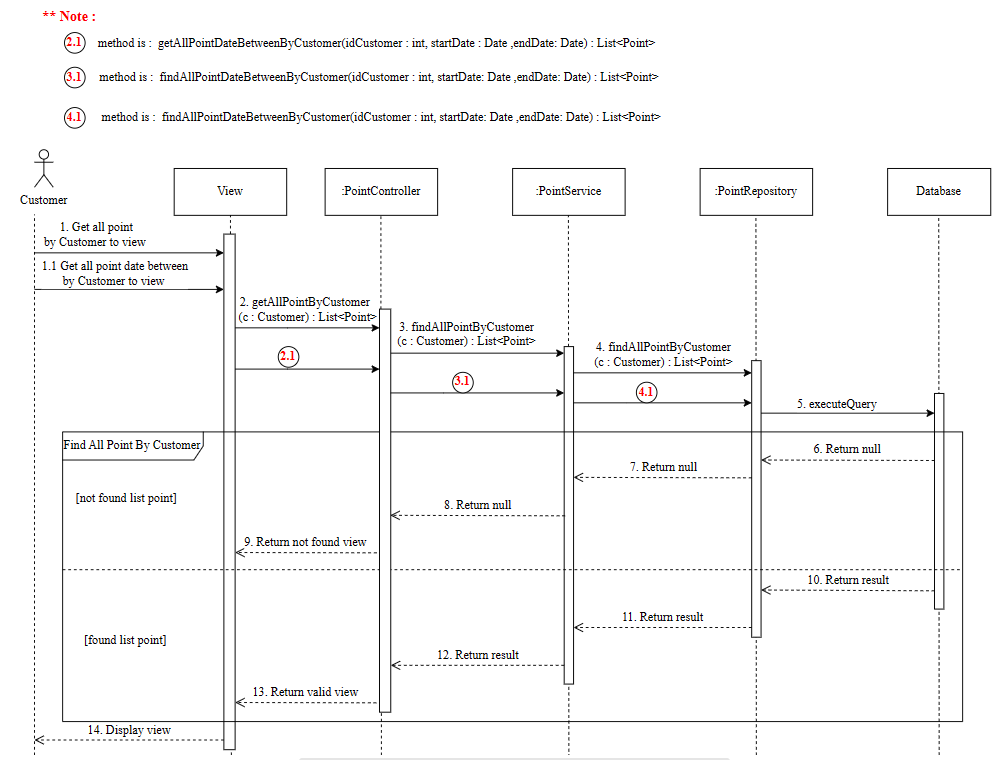 ** Note :
2.1 method is : getAllPointDateBetweenByCustomer(idCustomer : int, startDate : Date ,endDate: Date) : List<Point>
3.1 method is : findAllPointDateBetweenByCustomer(idCustomer : int, startDate: Date ,endDate: Date) : List<Point>
4.1 method is : findAllPointDateBetweenByCustomer(idCustomer : int, startDate: Date ,endDate: Date) : List<Point>
Customer
View
:PointController
:PointService
:PointRepository
Database
1. Get all point
by Customer to view
1.1 Get all point date between
by Customer to view
2. getAllPointByCustomer
(c : Customer) : List<Point>
2.1
3. findAllPointByCustomer
(c : Customer) : List<Point>
3.1
4. findAllPointByCustomer
(c : Customer) : List<Point>
4.1
5. executeQuery
Find All Point By Customer
6. Return null
7. Return null
[not found list point]
8. Return null
9. Return not found view
10. Return result
11. Return result
[found list point]
12. Return result
13. Return valid view
14. Display view